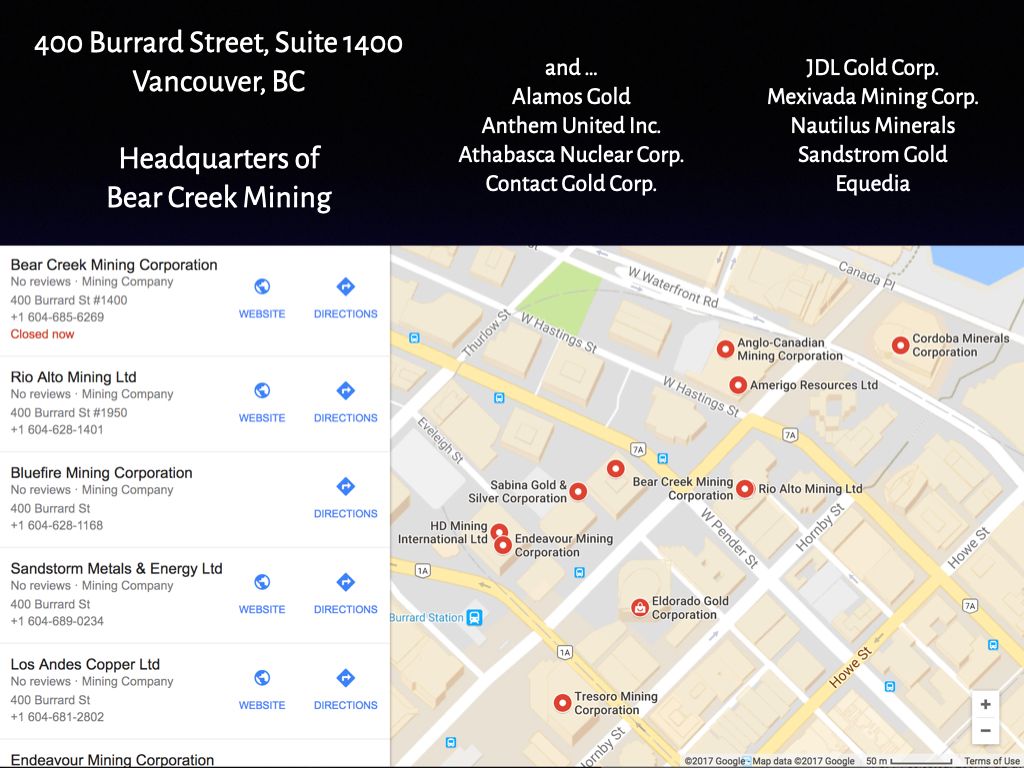 400 Burrard Street, Suite 1400
Vancouver, BC
Headquarters of
Bear Creek Mining
and ...
Alamos Gold
Anthem United Inc.
Athabasca Nuclear Corp.
Contact Gold Corp.
JDL Gold Corp.
Mexivada Mining Corp.
Nautilus Minerals
Sandstrom Gold
Equedia
Bear Creek Mining Corporation
No reviews · Mining Company
400 Burrard St #1400
+1 604-685-6269
Closed now
WEBSITE
DIRECTIONS
Rio Alto Mining Ltd
No reviews · Mining Company
400 Burrard St #1950
+1 604-628-1401
WEBSITE
DIRECTIONS
Bluefire Mining Corporation
No reviews · Mining Company
400 Burrard St
+1 604-628-1168
DIRECTIONS
Sandstorm Metals & Energy Ltd
No reviews · Mining Company
400 Burrard St
+1 604-689-0234
WEBSITE
DIRECTIONS
Los Andes Copper Ltd
No reviews · Mining Company
400 Burrard St
+1 604-681-2802
WEBSITE
DIRECTIONS
Endeavour Mining Corporation
St
W Waterfront Rd
Canada Pl
Thurlow St
W Hastings St
Anglo-Canadian
Mining Corporation
Cordoba Minerals
Corporation
Amerigo Resources Ltd
W Hastings St
7A
7A
Eveleigh St
Sabina Gold &
Silver Corporation
Bear Creek Mining
Corporation
Rio Alto Mining Ltd
HD Mining
International Ltd
Endeavour Mining
Corporation
W Pender St
Hornby St
Howe St
1A
Eldorado Gold
Corporation
7A
Burrard Station
1A
Howe St
Tresoro Mining
Corporation
Hornby St
+
−
©2017 Google - Map data ©2017 Google
50 m
Terms of Use